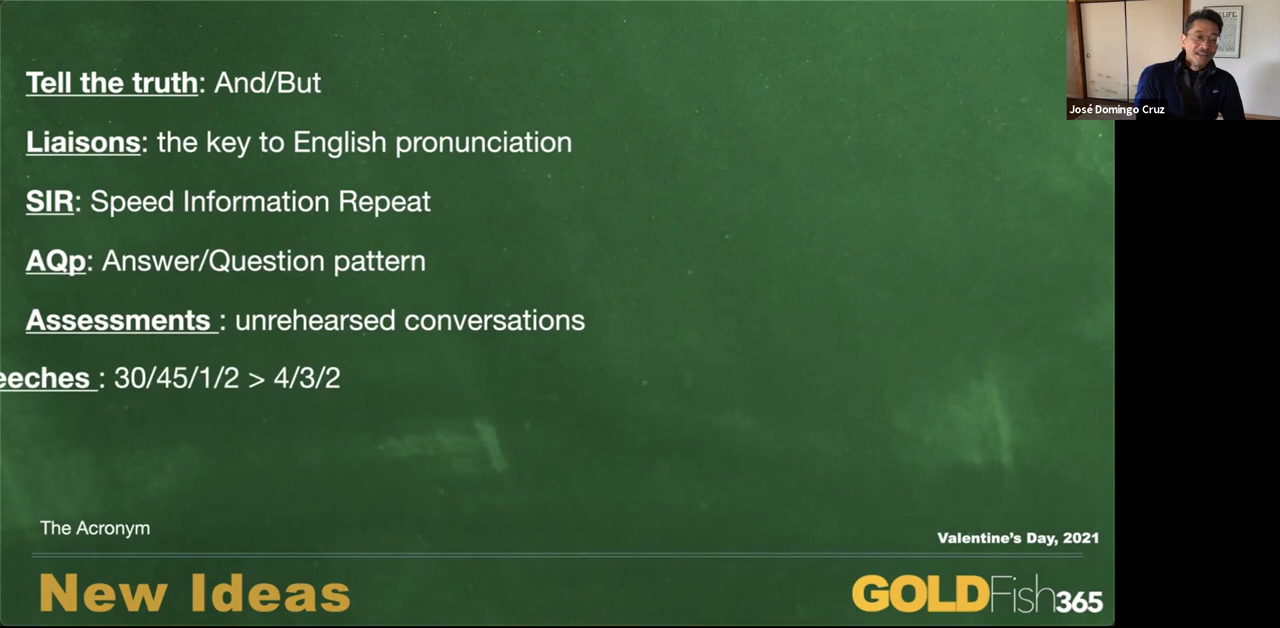 Tell the truth: And/But
Liaisons: the key to English pronunciation
SIR: Speed Information Repeat
AQp: Answer/Question pattern
Assessments : unrehearsed conversations
eeches : 30/45/1/2 > 4/3/2
The Acronym
Valentine's Day, 2021
New Ideas
GOLDFish365
LIFE.
José Domingo Cruz